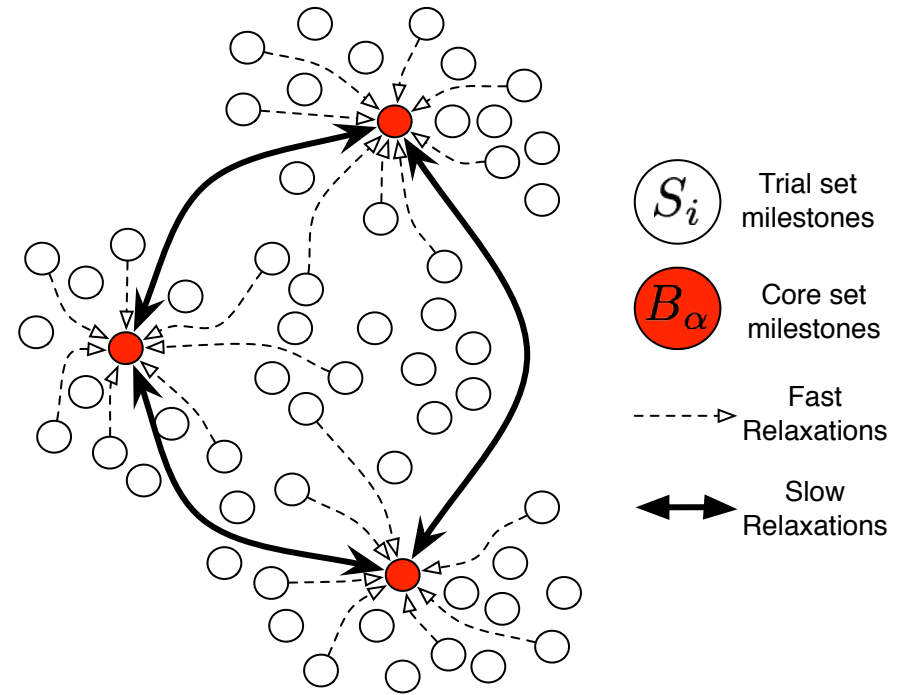 S_i
Trial set
milestones
B_α
Core set
milestones
Fast
Relaxations
Slow
Relaxations